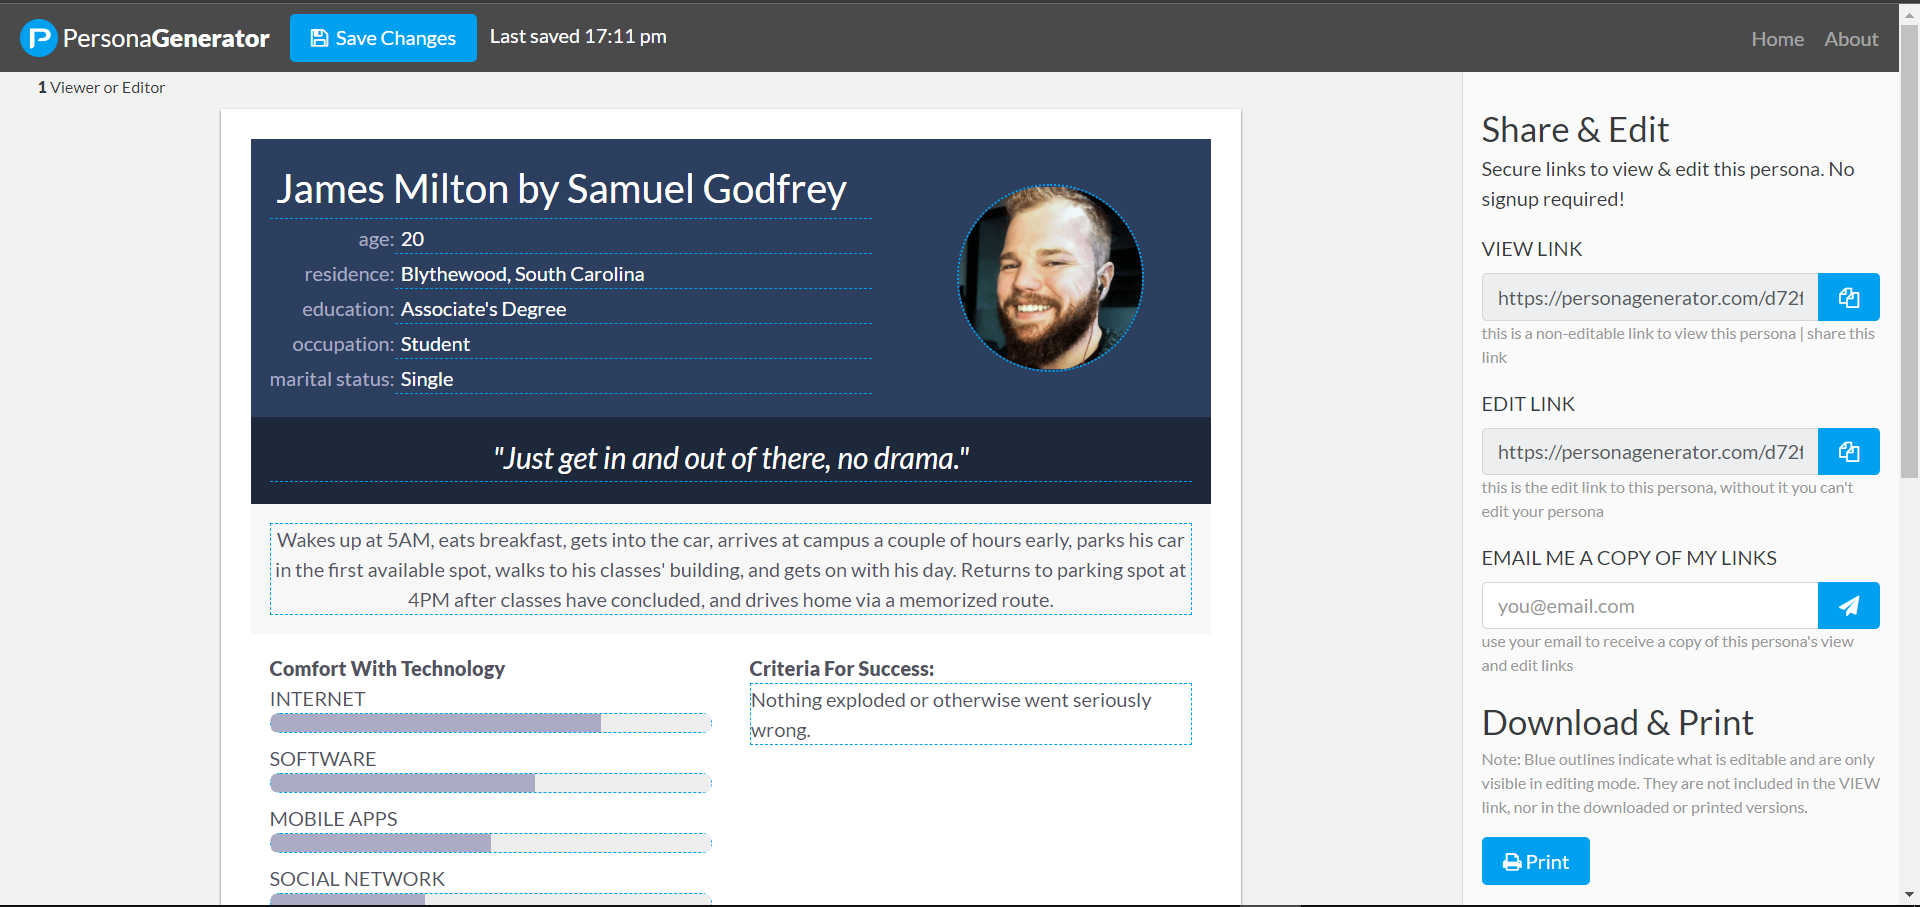 PersonaGenerator
Save Changes
Last saved 17:11 pm
Home
About
1 Viewer or Editor
James Milton by Samuel Godfrey
age: 20
residence: Blythewood, South Carolina
education: Associate's Degree
occupation: Student
marital status: Single
"Just get in and out of there, no drama."
Wakes up at 5AM, eats breakfast, gets into the car, arrives at campus a couple of hours early, parks his car
in the first available spot, walks to his classes' building, and gets on with his day. Returns to parking spot at
4PM after classes have concluded, and drives home via a memorized route.
Comfort With Technology
INTERNET
SOFTWARE
MOBILE APPS
SOCIAL NETWORK
Criteria For Success:
Nothing exploded or otherwise went seriously
wrong.
Share & Edit
Secure links to view & edit this persona. No
signup required!
VIEW LINK
https://personagenerator.com/d72f
this is a non-editable link to view this persona | share this
link
EDIT LINK
https://personagenerator.com/d72f
this is the edit link to this persona, without it you can't
edit your persona
EMAIL ME A COPY OF MY LINKS
you@email.com
use your email to receive a copy of this persona's view
and edit links
Download & Print
Note: Blue outlines indicate what is editable and are only
visible in editing mode. They are not included in the VIEW
link, nor in the downloaded or printed versions.
Print